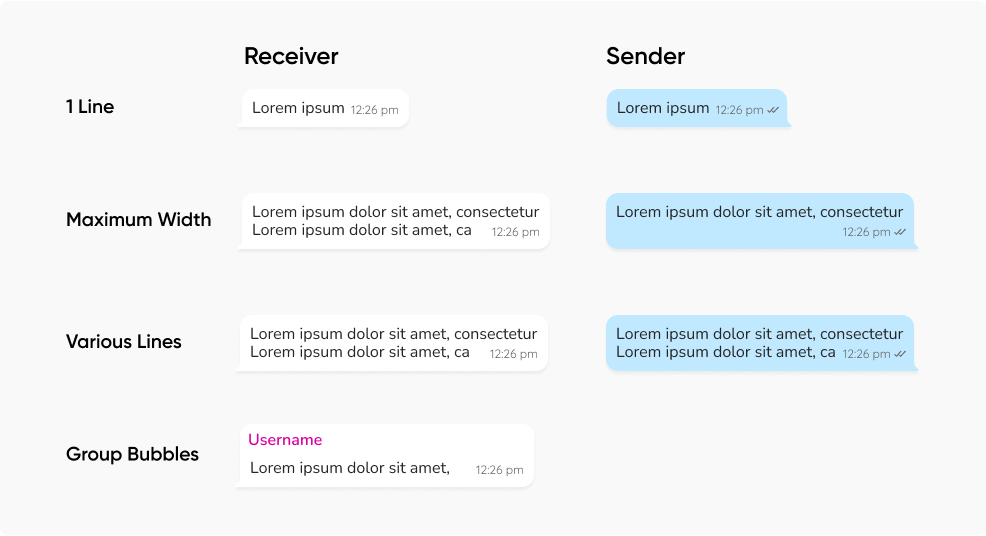 Receiver Sender
1 Line
Lorem ipsum 12:26 pm
Lorem ipsum 12:26 pm
Maximum Width
Lorem ipsum dolor sit amet, consectetur
Lorem ipsum dolor sit amet, ca 12:26 pm
Lorem ipsum dolor sit amet, consectetur
12:26 pm
Various Lines
Lorem ipsum dolor sit amet, consectetur
Lorem ipsum dolor sit amet, ca 12:26 pm
Lorem ipsum dolor sit amet, consectetur
Lorem ipsum dolor sit amet, ca 12:26 pm
Group Bubbles
Username
Lorem ipsum dolor sit amet, 12:26 pm